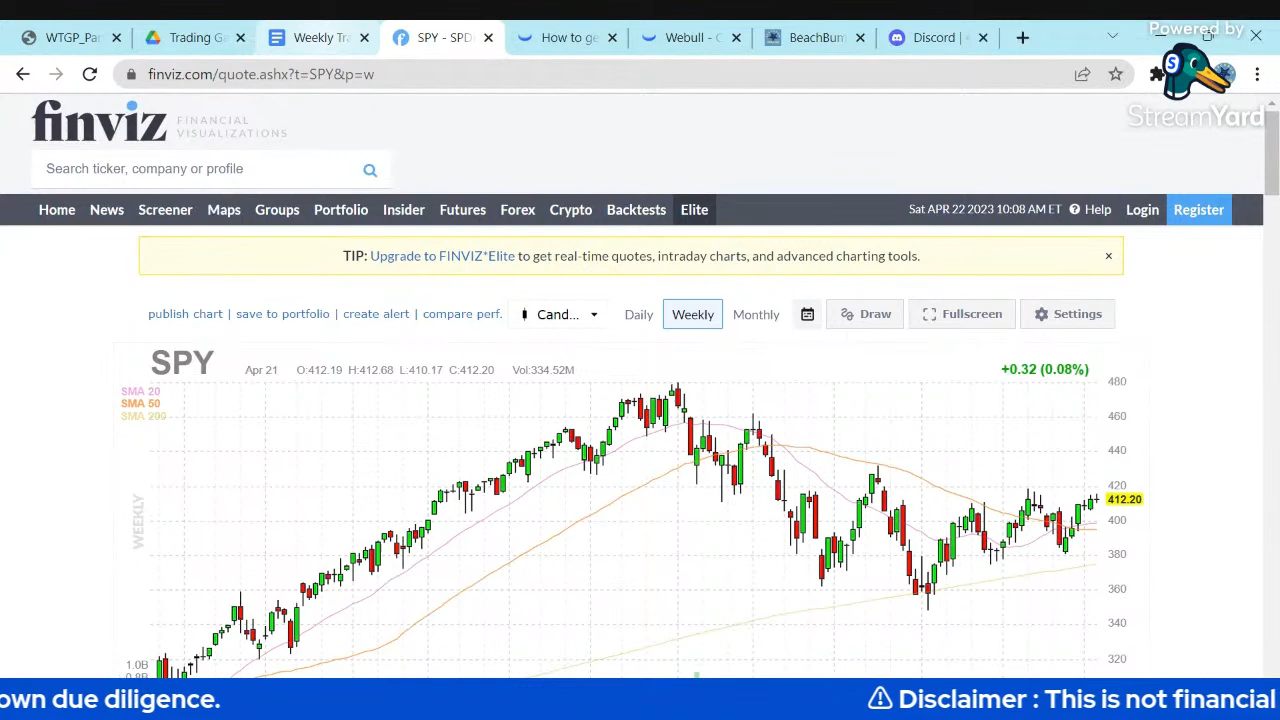 Powered by
StreamYard
WTGP_Par
Trading Ga
Weekly Tra
SPY - SPD
How to ge
Webull - C
BeachBum
Discord |
finviz.com/quote.ashx?t=SPY&p=w
finviz FINANCIAL VISUALIZATIONS
Search ticker, company or profile
Home News Screener Maps Groups Portfolio Insider Futures Forex Crypto Backtests Elite Sat APR 22 2023 10:08 AM ET Help Login Register
TIP: Upgrade to FINVIZ*Elite to get real-time quotes, intraday charts, and advanced charting tools. ×
publish chart | save to portfolio | create alert | compare perf. Cand... Daily Weekly Monthly Draw Fullscreen Settings
SPY Apr 21 O:412.19 H:412.68 L:410.17 C:412.20 Vol:334.52M +0.32 (0.08%)
SMA 20
SMA 50
SMA 200
WEEKLY
480
460
440
420
412.20
400
380
360
340
320
1.0B
0.8B
own due diligence.
Disclaimer : This is not financial